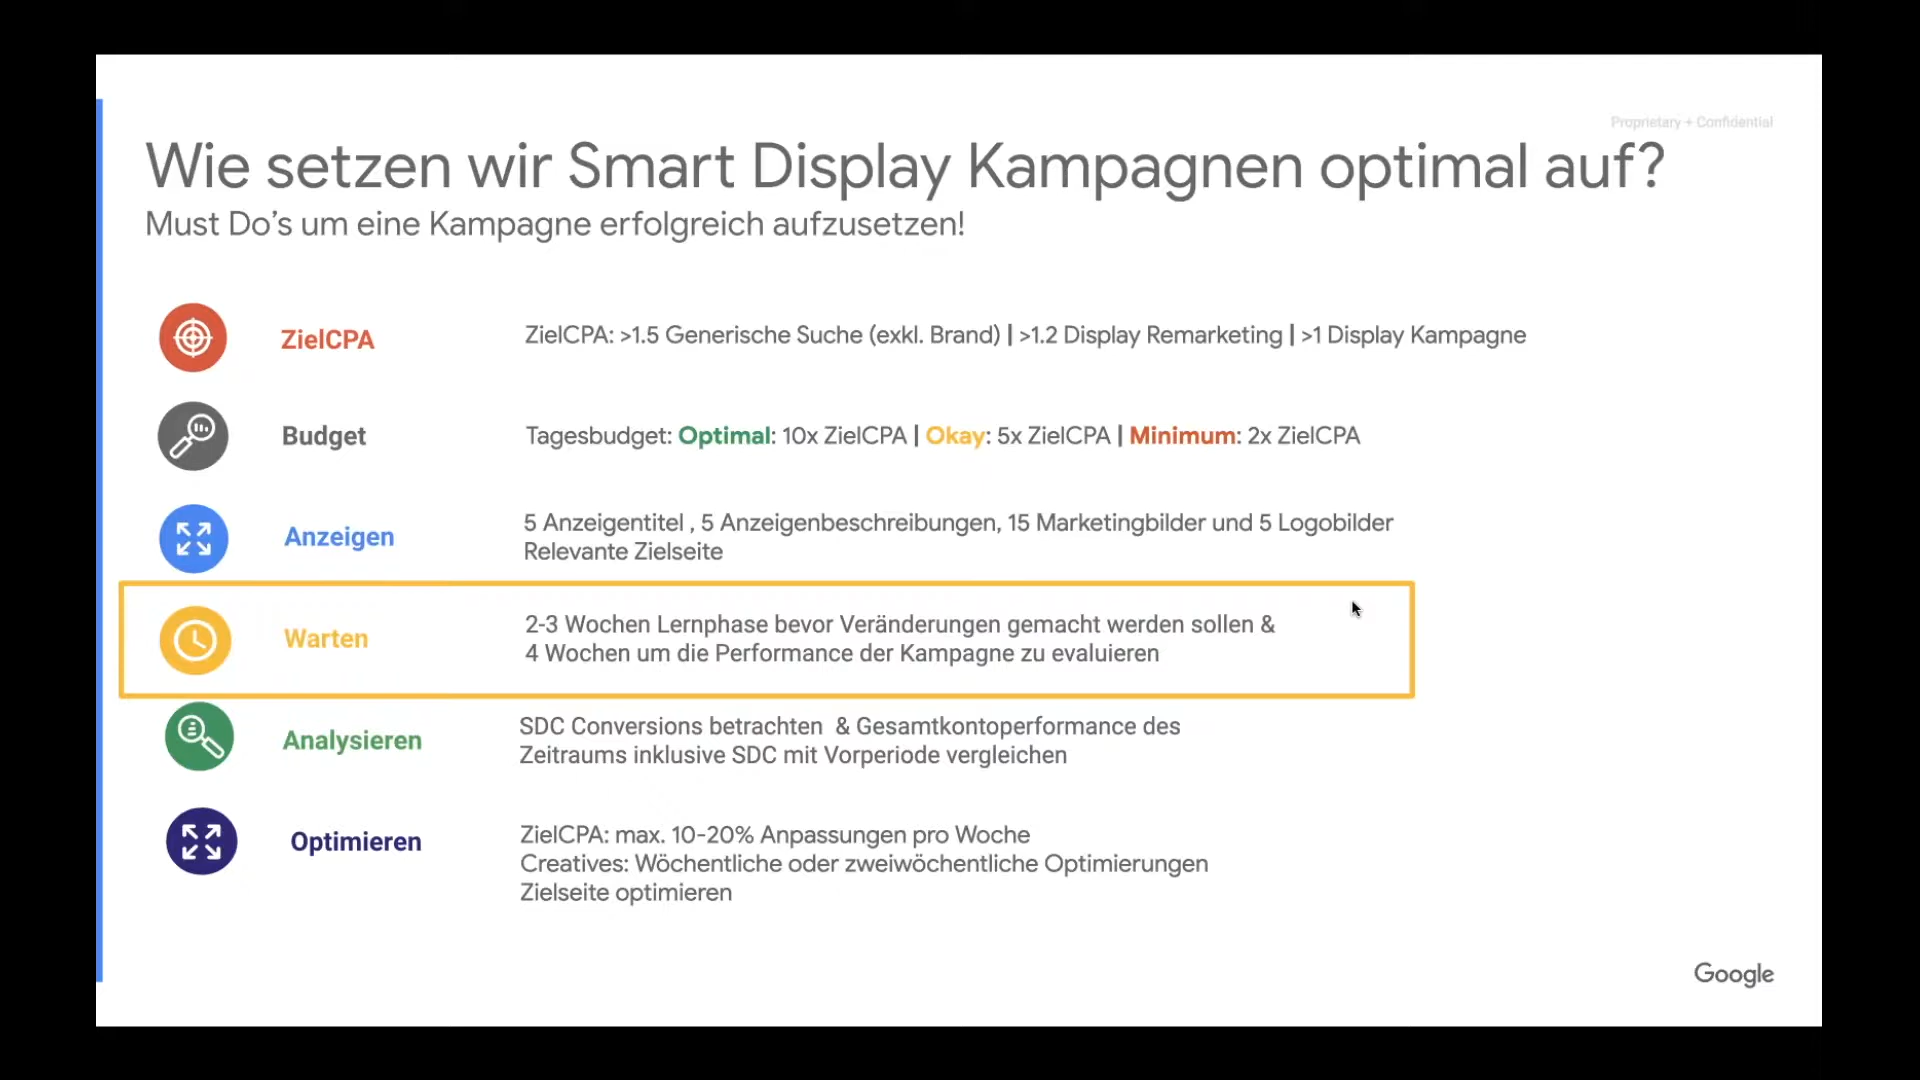 Proprietary + Confidential
Wie setzen wir Smart Display Kampagnen optimal auf?
Must Do’s um eine Kampagne erfolgreich aufzusetzen!
ZielCPA
ZielCPA: >1.5 Generische Suche (exkl. Brand) | >1.2 Display Remarketing | >1 Display Kampagne
Budget
Tagesbudget: Optimal: 10x ZielCPA | Okay: 5x ZielCPA | Minimum: 2x ZielCPA
Anzeigen
5 Anzeigentitel , 5 Anzeigenbeschreibungen, 15 Marketingbilder und 5 Logobilder
Relevante Zielseite
Warten
2-3 Wochen Lernphase bevor Veränderungen gemacht werden sollen &
4 Wochen um die Performance der Kampagne zu evaluieren
Analysieren
SDC Conversions betrachten & Gesamtkontoperformance des
Zeitraums inklusive SDC mit Vorperiode vergleichen
Optimieren
ZielCPA: max. 10-20% Anpassungen pro Woche
Creatives: Wöchentliche oder zweiwöchentliche Optimierungen
Zielseite optimieren
Google